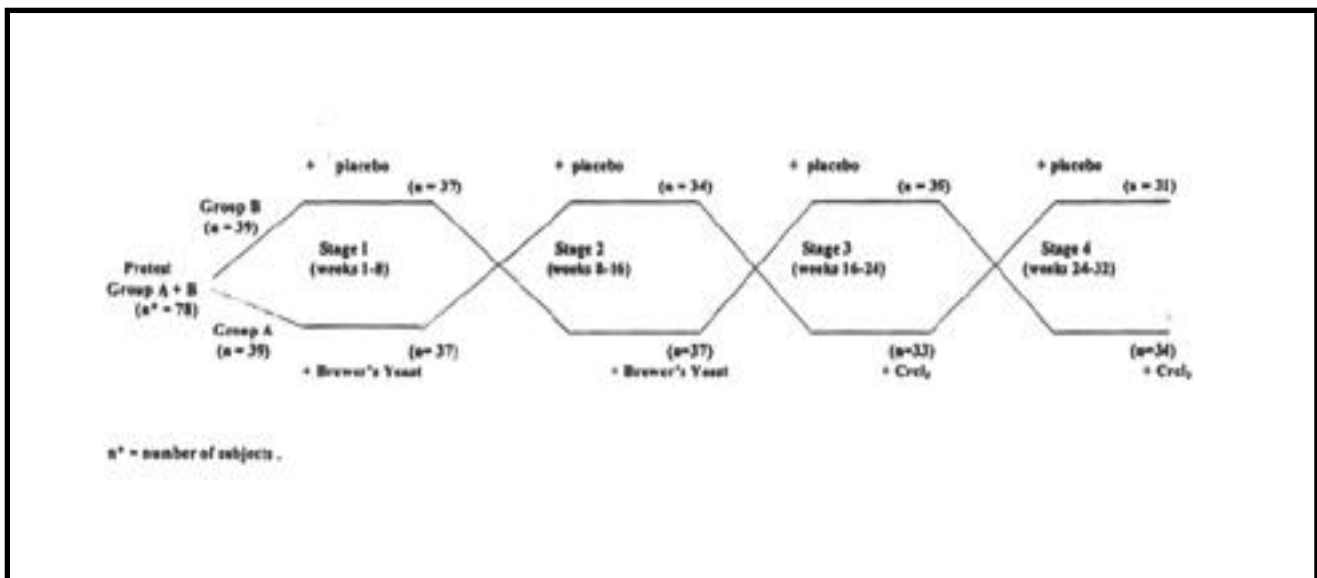 + placebo
(n = 37)
+ placebo
(n = 34)
+ placebo
(n = 35)
+ placebo
(n = 31)
Group B
(n = 39)
Stage 1
(weeks 1-8)
Stage 2
(weeks 8-16)
Stage 3
(weeks 16-24)
Stage 4
(weeks 24-32)
Pretest
Group A + B
(n* = 78)
Group A
(n = 39)
(n= 37)
+ Brewer's Yeast
(n=37)
+ Brewer's Yeast
(n=33)
+ Crcl₃
(n=34)
+ Crcl₃
n* = number of subjects .